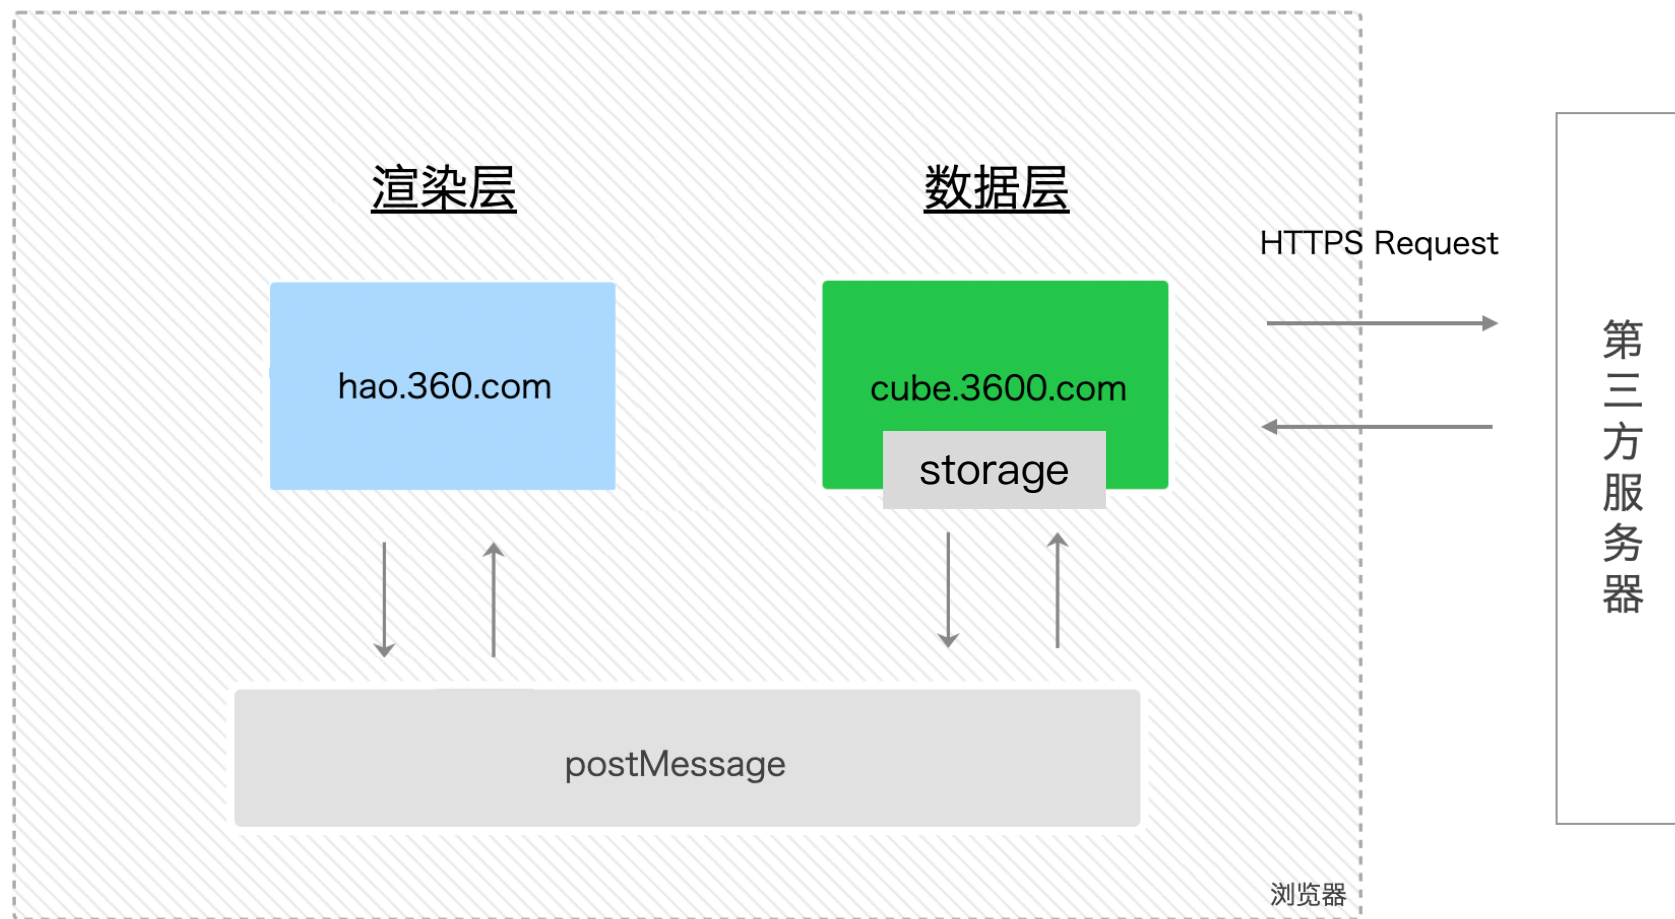 渲染层
数据层
HTTPS Request
hao.360.com
cube.3600.com
storage
第三方服务器
postMessage
浏览器